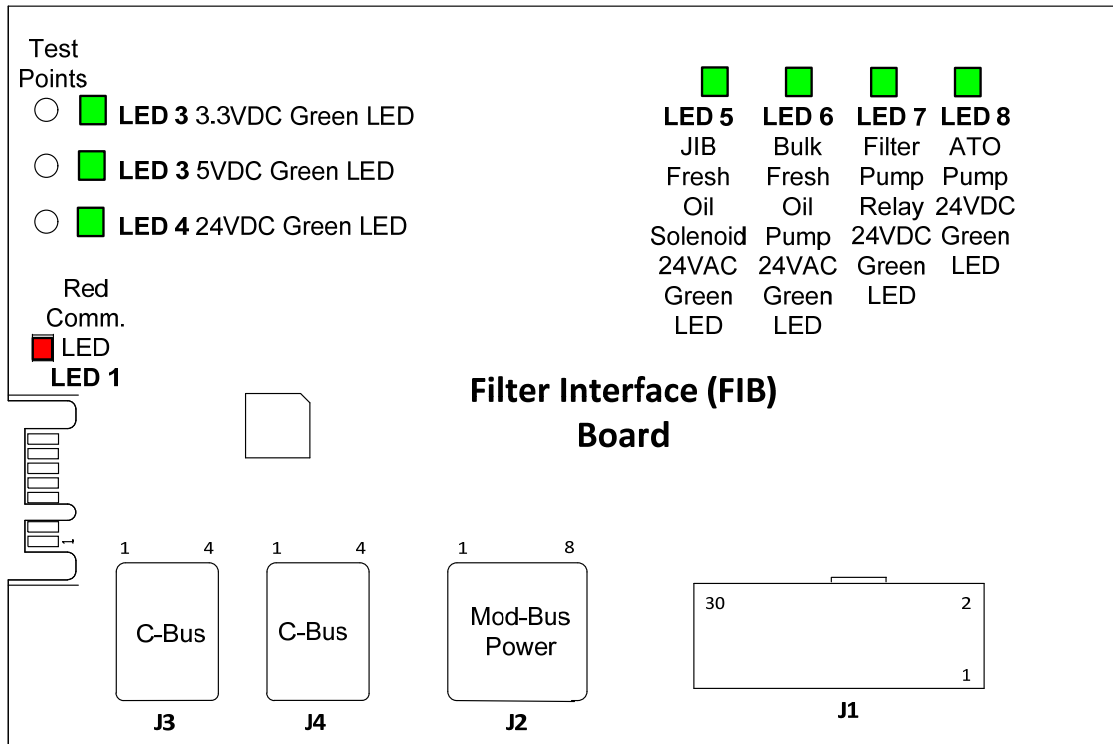 Test
Points
LED 3 3.3VDC Green LED
LED 3 5VDC Green LED
LED 4 24VDC Green LED
Red
Comm.
LED
LED 1
LED 5
JIB
Fresh
Oil
Solenoid
24VAC
Green
LED
LED 6
Bulk
Fresh
Oil
Pump
24VAC
Green
LED
LED 7
Filter
Pump
Relay
24VDC
Green
LED
LED 8
ATO
Pump
24VDC
Green
LED
Filter Interface (FIB)
Board
1
1 4
C-Bus
J3
1 4
C-Bus
J4
1 8
Mod-Bus
Power
J2
30 2
1
J1